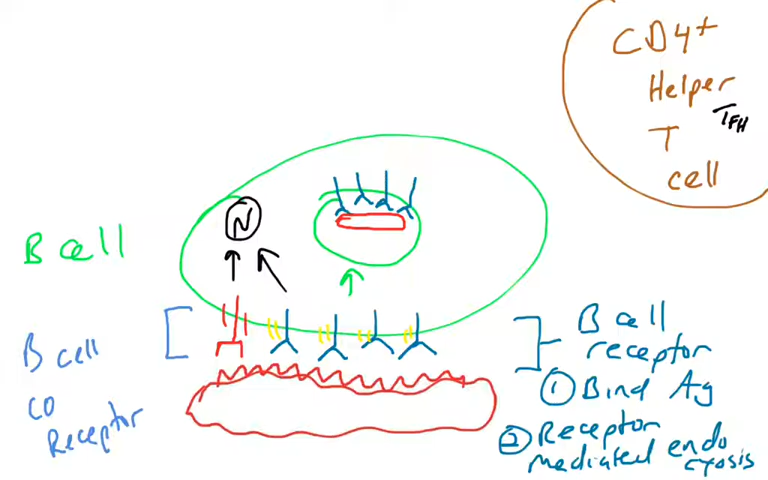 CD4+
Helper
TFH
T
cell
N
B cell
B cell
receptor
B cell
① Bind Ag
CO
Receptor
② Receptor
mediated endo
cytosis